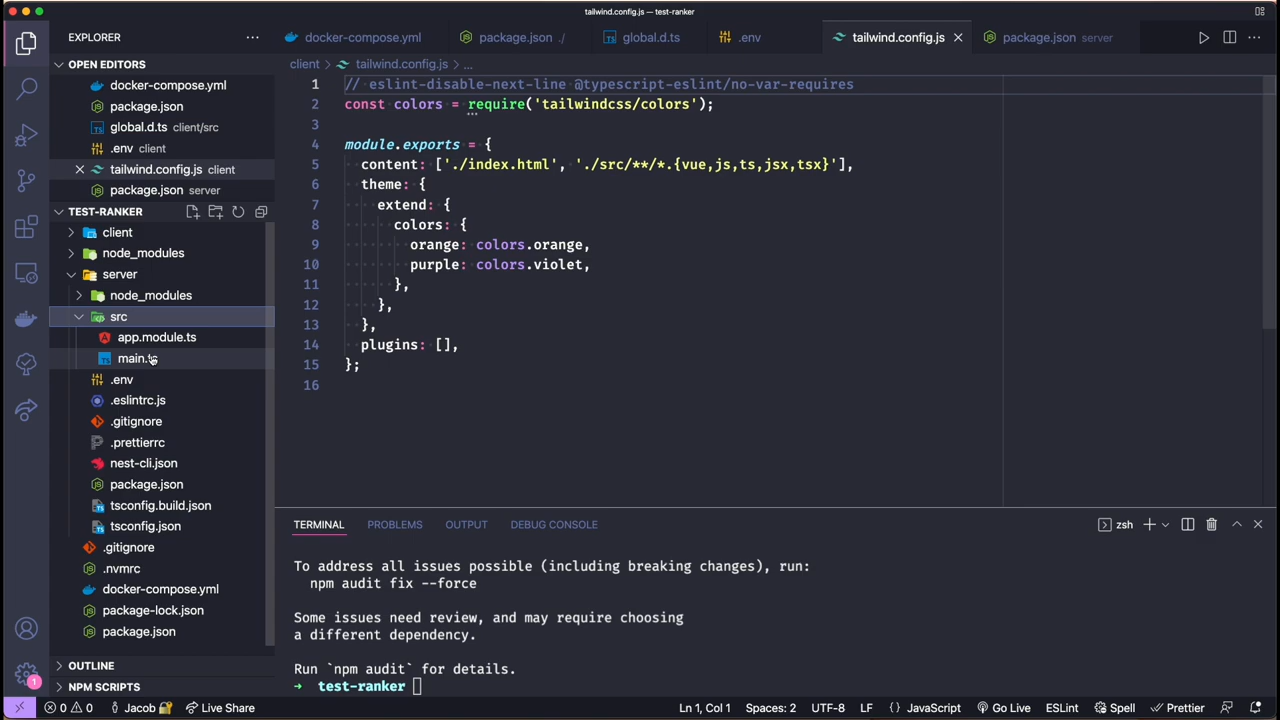 tailwind.config.js — test-ranker
EXPLORER
docker-compose.yml
package.json ./
global.d.ts
.env
tailwind.config.js
package.json server
OPEN EDITORS
docker-compose.yml
package.json
global.d.ts client/src
.env client
tailwind.config.js client
package.json server
TEST-RANKER
client
node_modules
server
node_modules
src
app.module.ts
main.ts
.env
.eslintrc.js
.gitignore
.prettierrc
nest-cli.json
package.json
tsconfig.build.json
tsconfig.json
.gitignore
.nvmrc
docker-compose.yml
package-lock.json
package.json
OUTLINE
NPM SCRIPTS
client > tailwind.config.js > ...
1 // eslint-disable-next-line @typescript-eslint/no-var-requires
2 const colors = require('tailwindcss/colors');
3
4 module.exports = {
5 content: ['./index.html', './src/**/*.{vue,js,ts,jsx,tsx}'],
6 theme: {
7 extend: {
8 colors: {
9 orange: colors.orange,
10 purple: colors.violet,
11 },
12 },
13 },
14 plugins: [],
15 };
16
TERMINAL
PROBLEMS
OUTPUT
DEBUG CONSOLE
zsh
To address all issues possible (including breaking changes), run:
npm audit fix --force
Some issues need review, and may require choosing
a different dependency.
Run `npm audit` for details.
→ test-ranker
1
0 0
Jacob
Live Share
Ln 1, Col 1
Spaces: 2
UTF-8
LF
{} JavaScript
Go Live
ESLint
Spell
Prettier